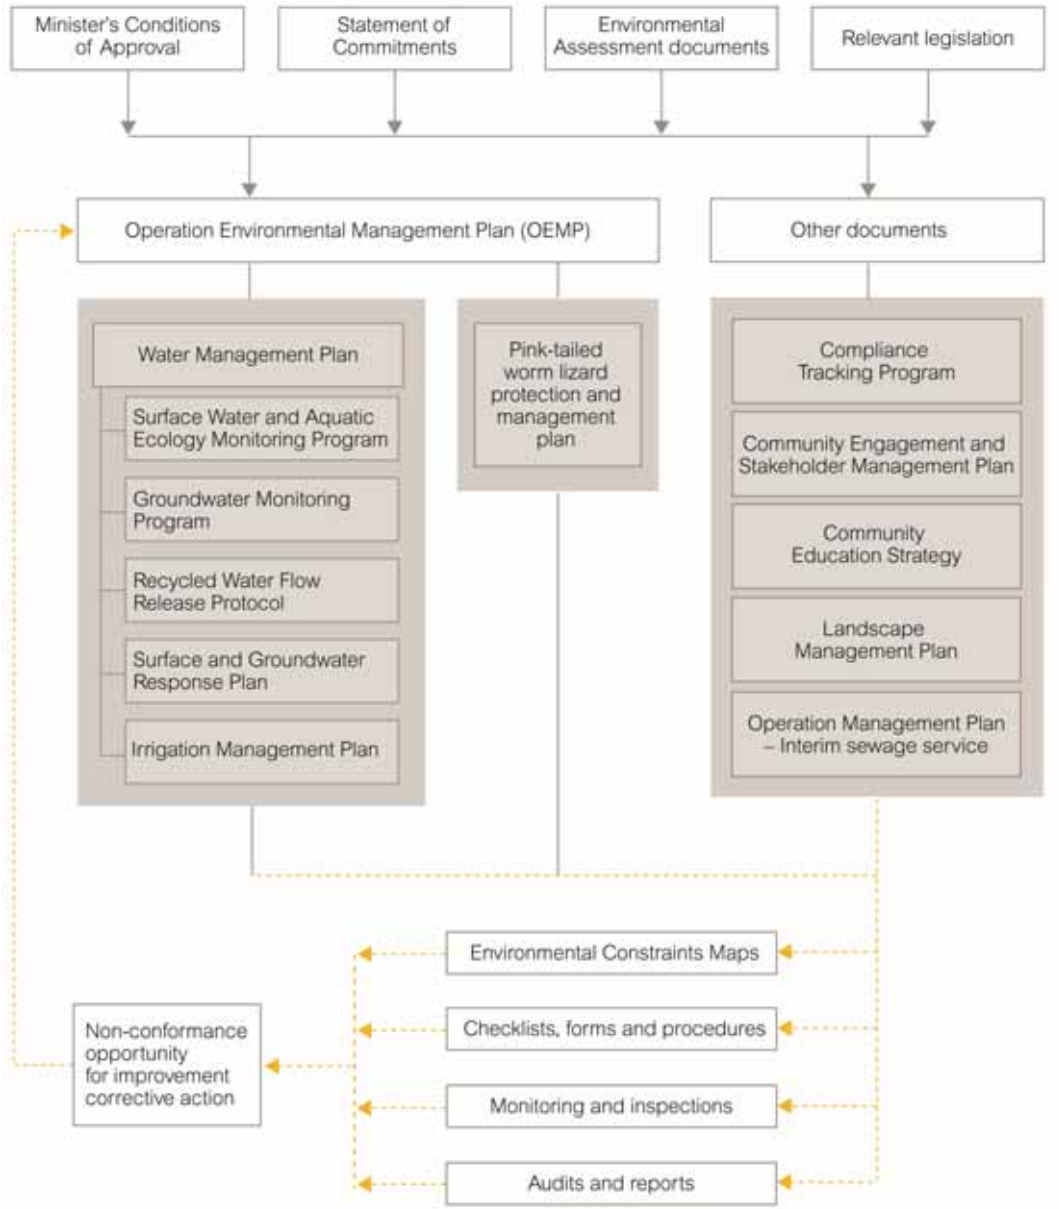 Minister's Conditions
of Approval
Statement of
Commitments
Environmental
Assessment documents
Relevant legislation
Operation Environmental Management Plan (OEMP)
Other documents
Water Management Plan
Surface Water and Aquatic
Ecology Monitoring Program
Groundwater Monitoring
Program
Recycled Water Flow
Release Protocol
Surface and Groundwater
Response Plan
Irrigation Management Plan
Pink-tailed
worm lizard
protection and
management
plan
Compliance
Tracking Program
Community Engagement and
Stakeholder Management Plan
Community
Education Strategy
Landscape
Management Plan
Operation Management Plan
– Interim sewage service
Environmental Constraints Maps
Checklists, forms and procedures
Monitoring and inspections
Audits and reports
Non-conformance
opportunity
for improvement
corrective action